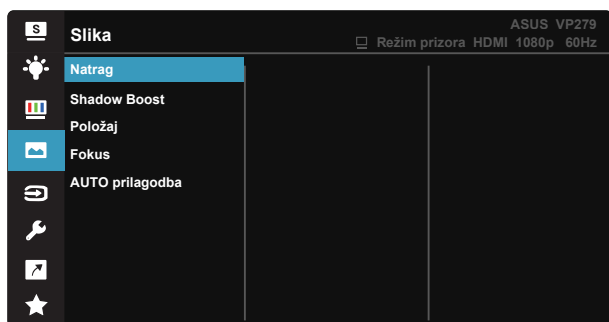 S
Slika
ASUS VP279
Režim prizora HDMI 1080p 60Hz
Natrag
Shadow Boost
Položaj
Fokus
AUTO prilagodba